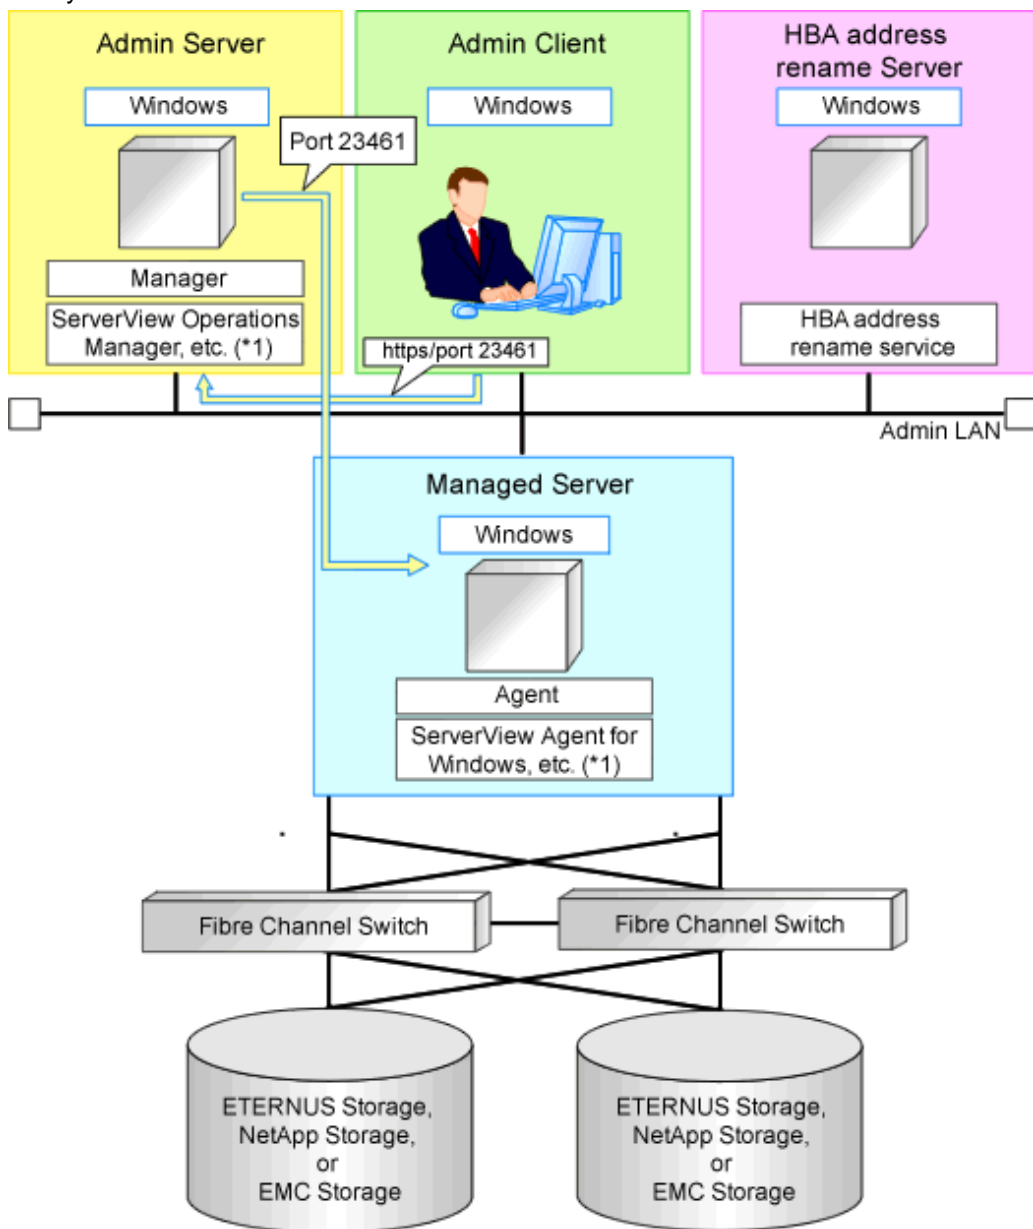 Admin Server
Windows
Port 23461
Manager
ServerView Operations
Manager, etc. (*1)
Admin Client
Windows
https/port 23461
HBA address
rename Server
Windows
HBA address
rename service
Admin LAN
Managed Server
Windows
Agent
ServerView Agent for
Windows, etc. (*1)
Fibre Channel Switch
Fibre Channel Switch
ETERNUS Storage,
NetApp Storage,
or
EMC Storage
ETERNUS Storage,
NetApp Storage,
or
EMC Storage